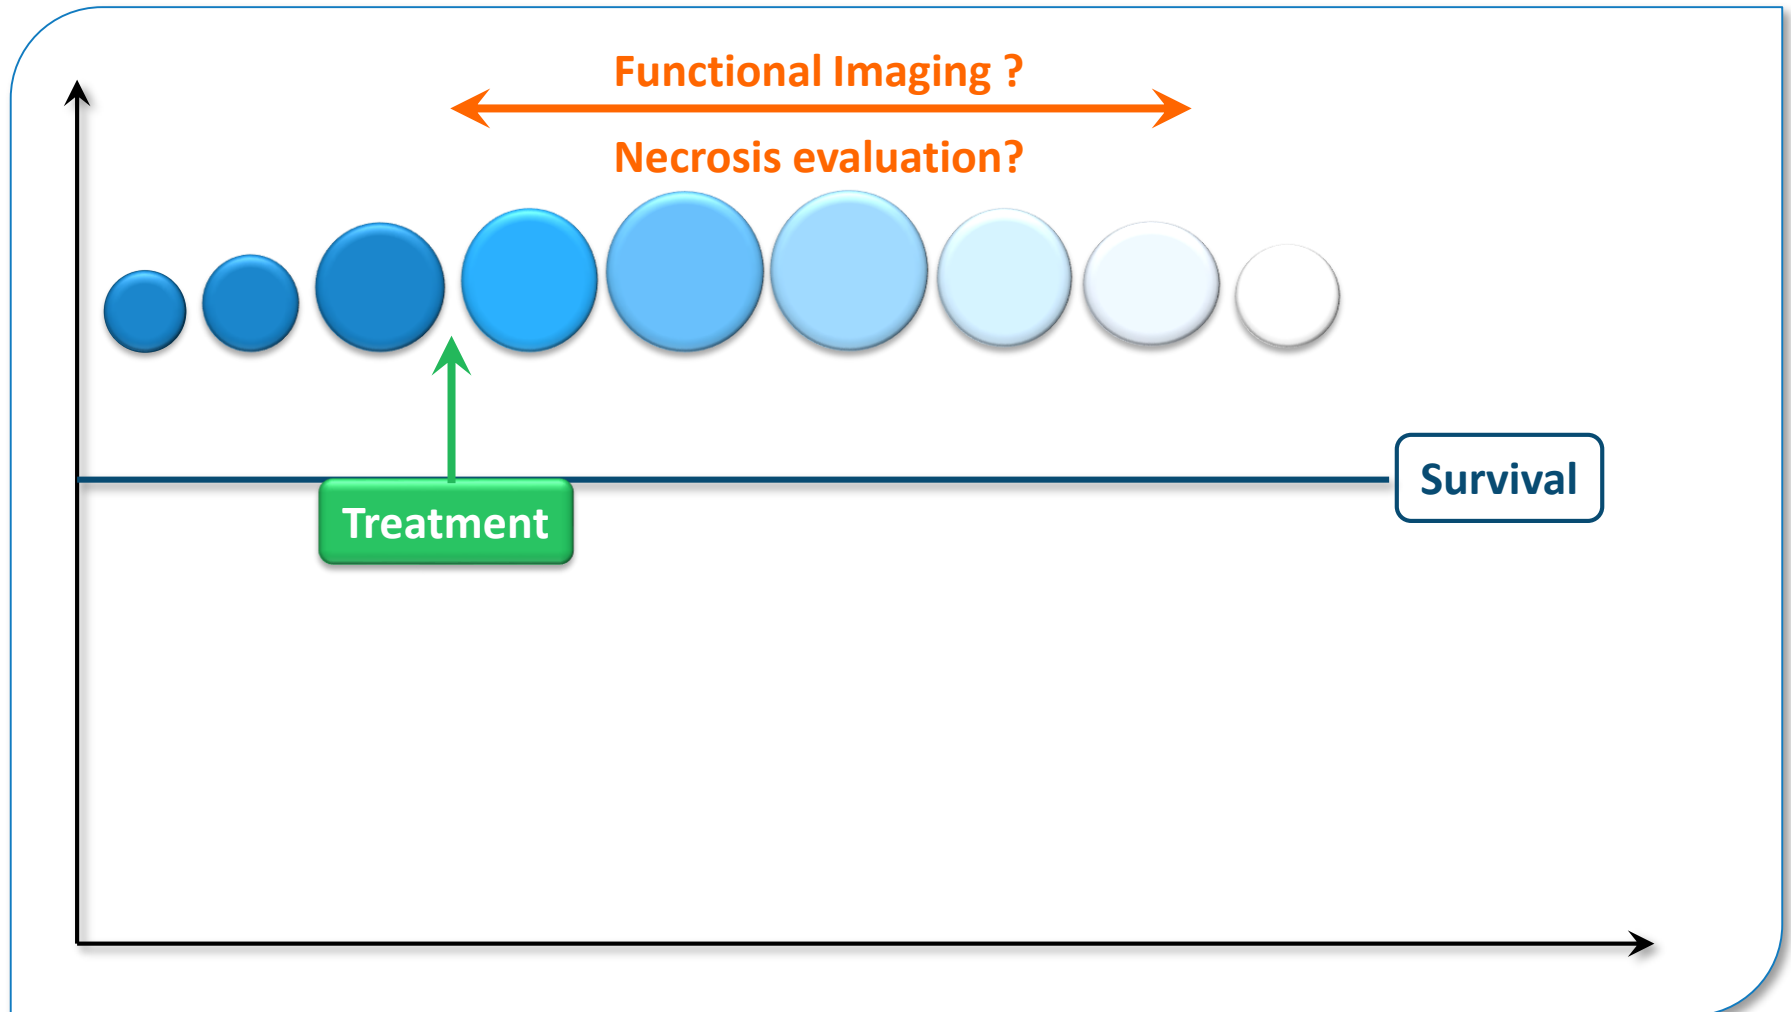 Functional Imaging ?
Necrosis evaluation?
Survival
Treatment